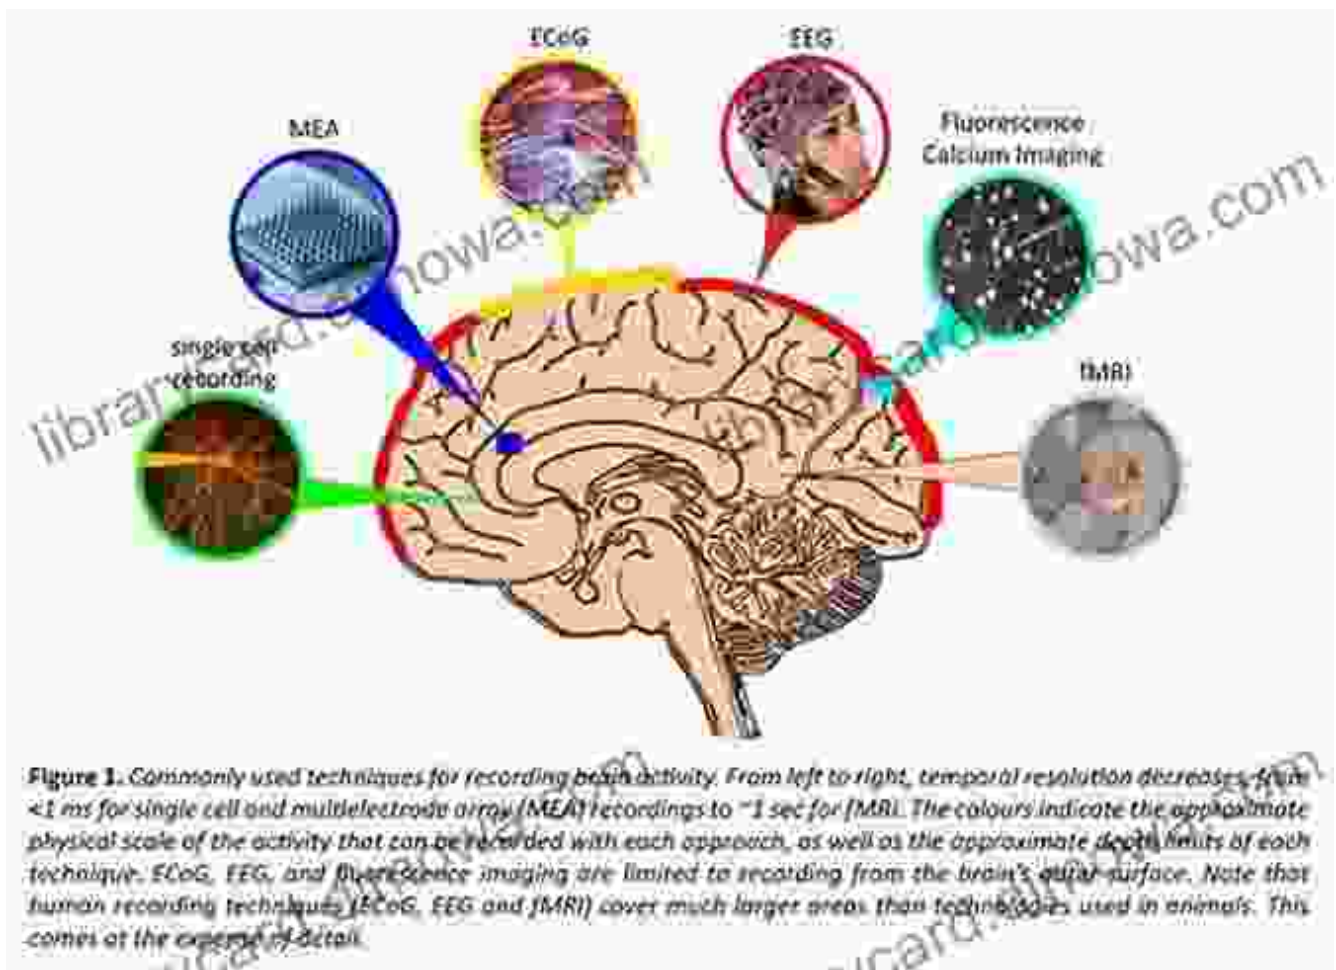 ECoG
EEG
MEA
Fluorescence
Calcium Imaging
single cell
recording
fMRI
Figure 1. Commonly used techniques for recording brain activity. From left to right, temporal resolution decreases, from
<1 ms for single cell and multielectrode array (MEA) recordings to ~1 sec for fMRI. The colours indicate the approximate
physical scale of the activity that can be recorded with each approach, as well as the approximate depth limits of each
technique. ECoG, EEG, and fluorescence imaging are limited to recording from the brain's outer surface. Note that
human recording techniques (ECoG, EEG and fMRI) cover much larger areas than technologies used in animals. This
comes at the expense of detail.